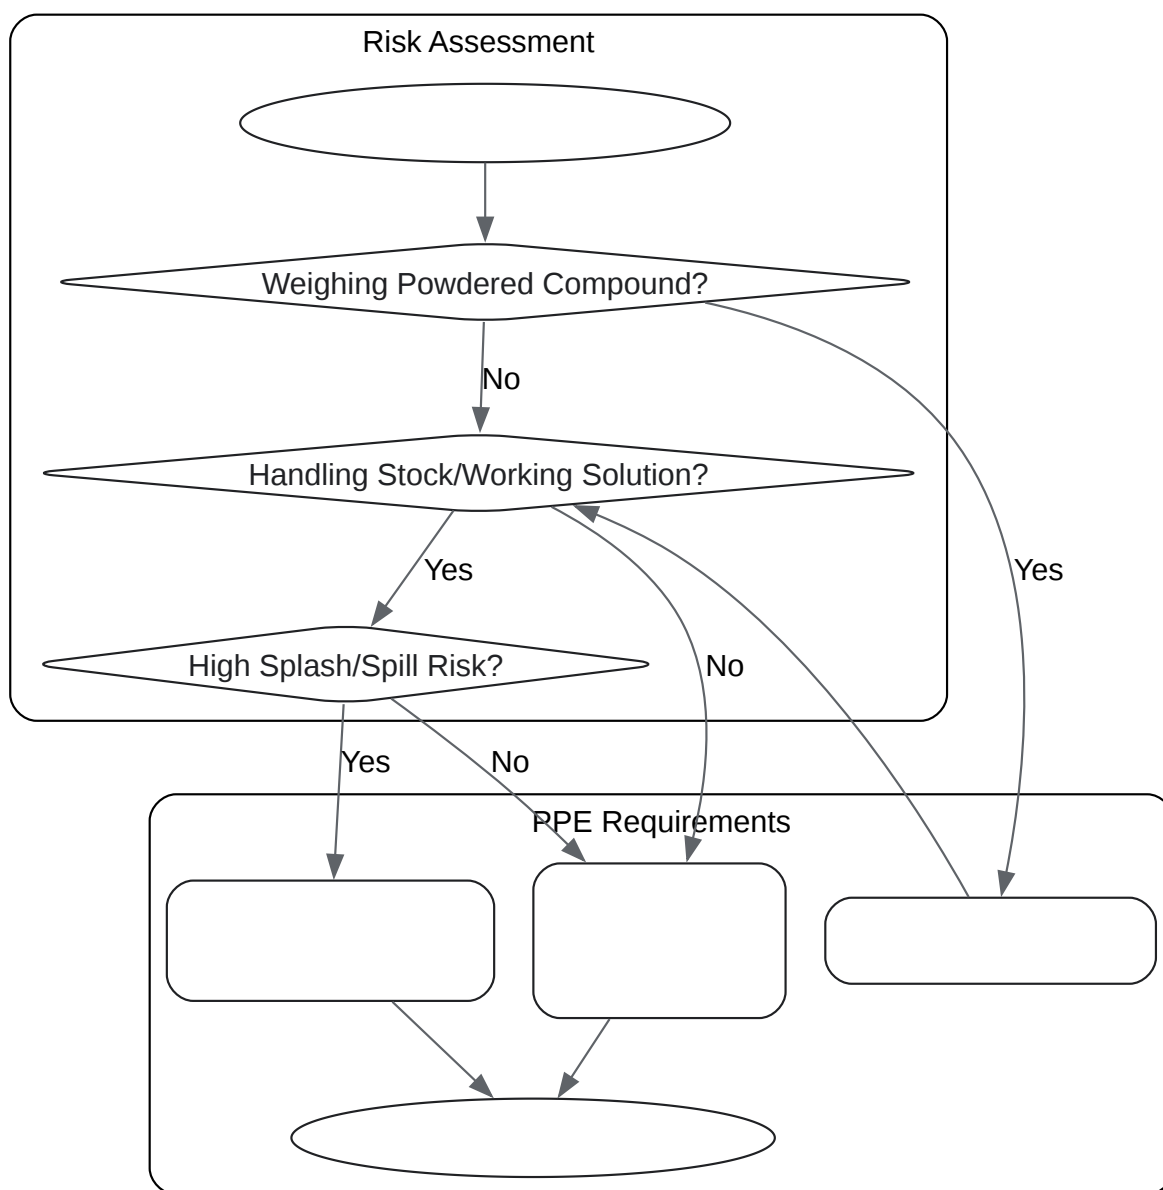 Risk Assessment
Weighing Powdered Compound?
No
Handling Stock/Working Solution?
Yes
Yes
High Splash/Spill Risk?
No
Yes
No
PPE Requirements